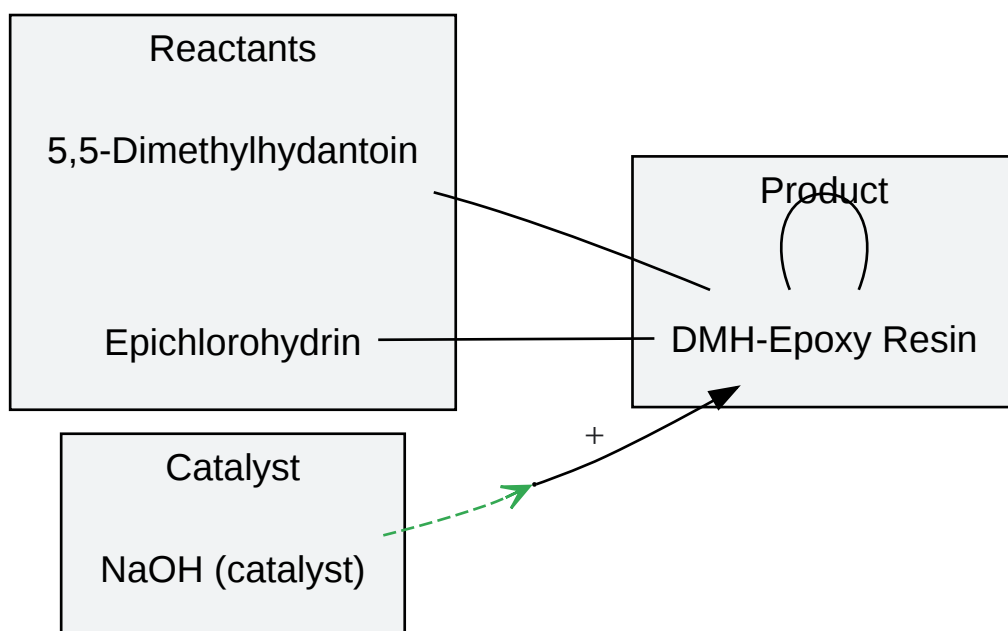 Reactants
5,5-Dimethylhydantoin
Epichlorohydrin
Product
DMH-Epoxy Resin
+
Catalyst
NaOH (catalyst)